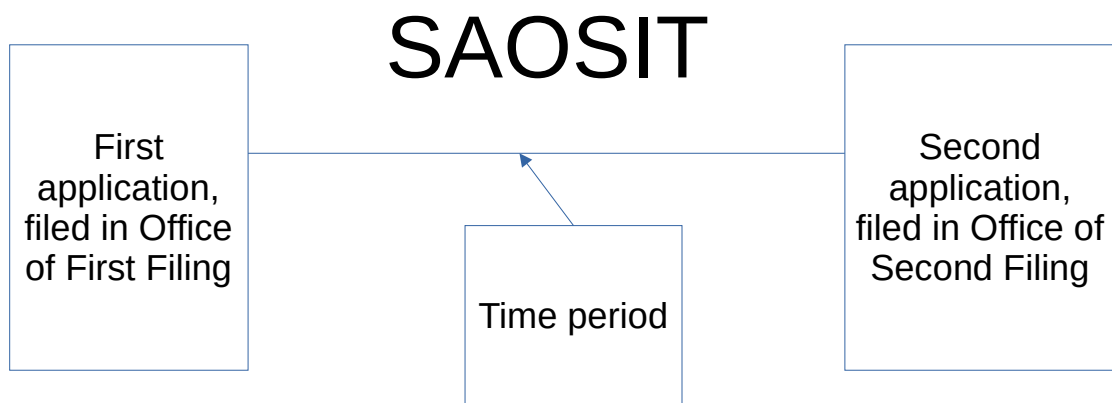 SAOSIT
First
application,
filed in Office
of First Filing
Second
application,
filed in Office of
Second Filing
Time period